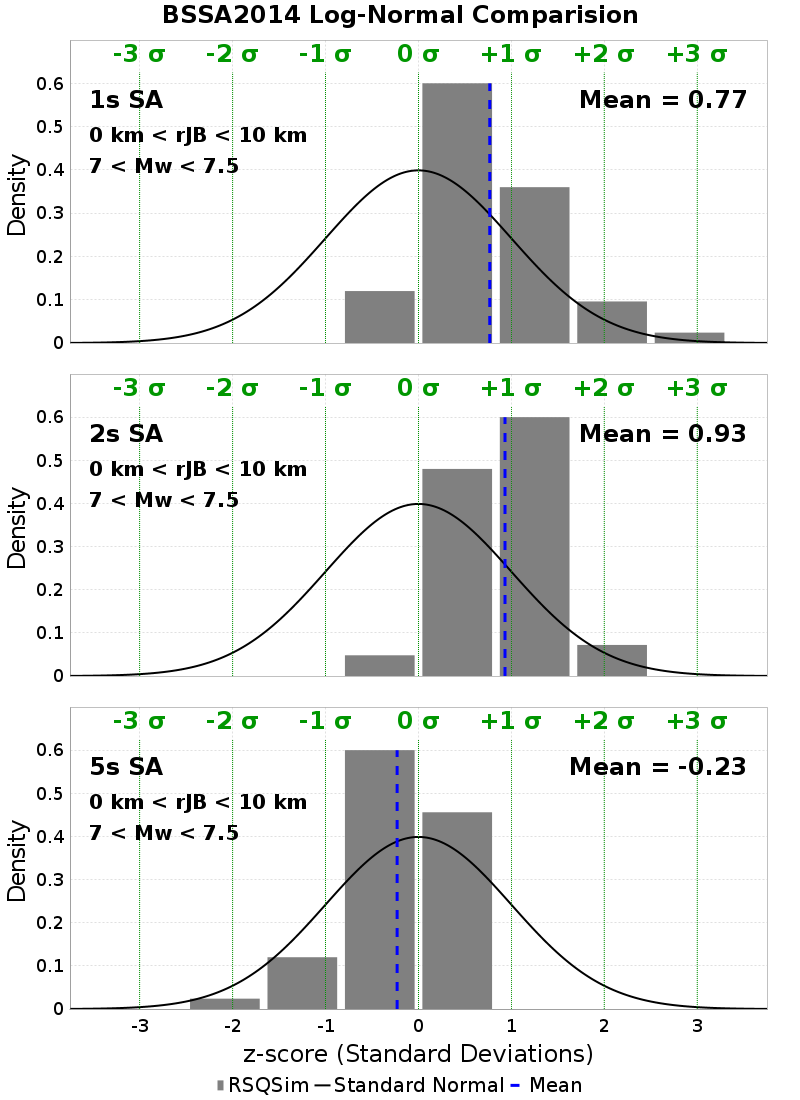 BSSA2014 Log-Normal Comparision
-3 σ -2 σ -1 σ 0 σ +1 σ +2 σ +3 σ
1s SA Mean = 0.77
0 km < rJB < 10 km
7 < Mw < 7.5
Density
0.6
0.5
0.4
0.3
0.2
0.1
0
-3 σ -2 σ -1 σ 0 σ +1 σ +2 σ +3 σ
2s SA Mean = 0.93
0 km < rJB < 10 km
7 < Mw < 7.5
Density
0.6
0.5
0.4
0.3
0.2
0.1
0
-3 σ -2 σ -1 σ 0 σ +1 σ +2 σ +3 σ
5s SA Mean = -0.23
0 km < rJB < 10 km
7 < Mw < 7.5
Density
0.6
0.5
0.4
0.3
0.2
0.1
0
-3 -2 -1 0 1 2 3
z-score (Standard Deviations)
RSQSim Standard Normal Mean